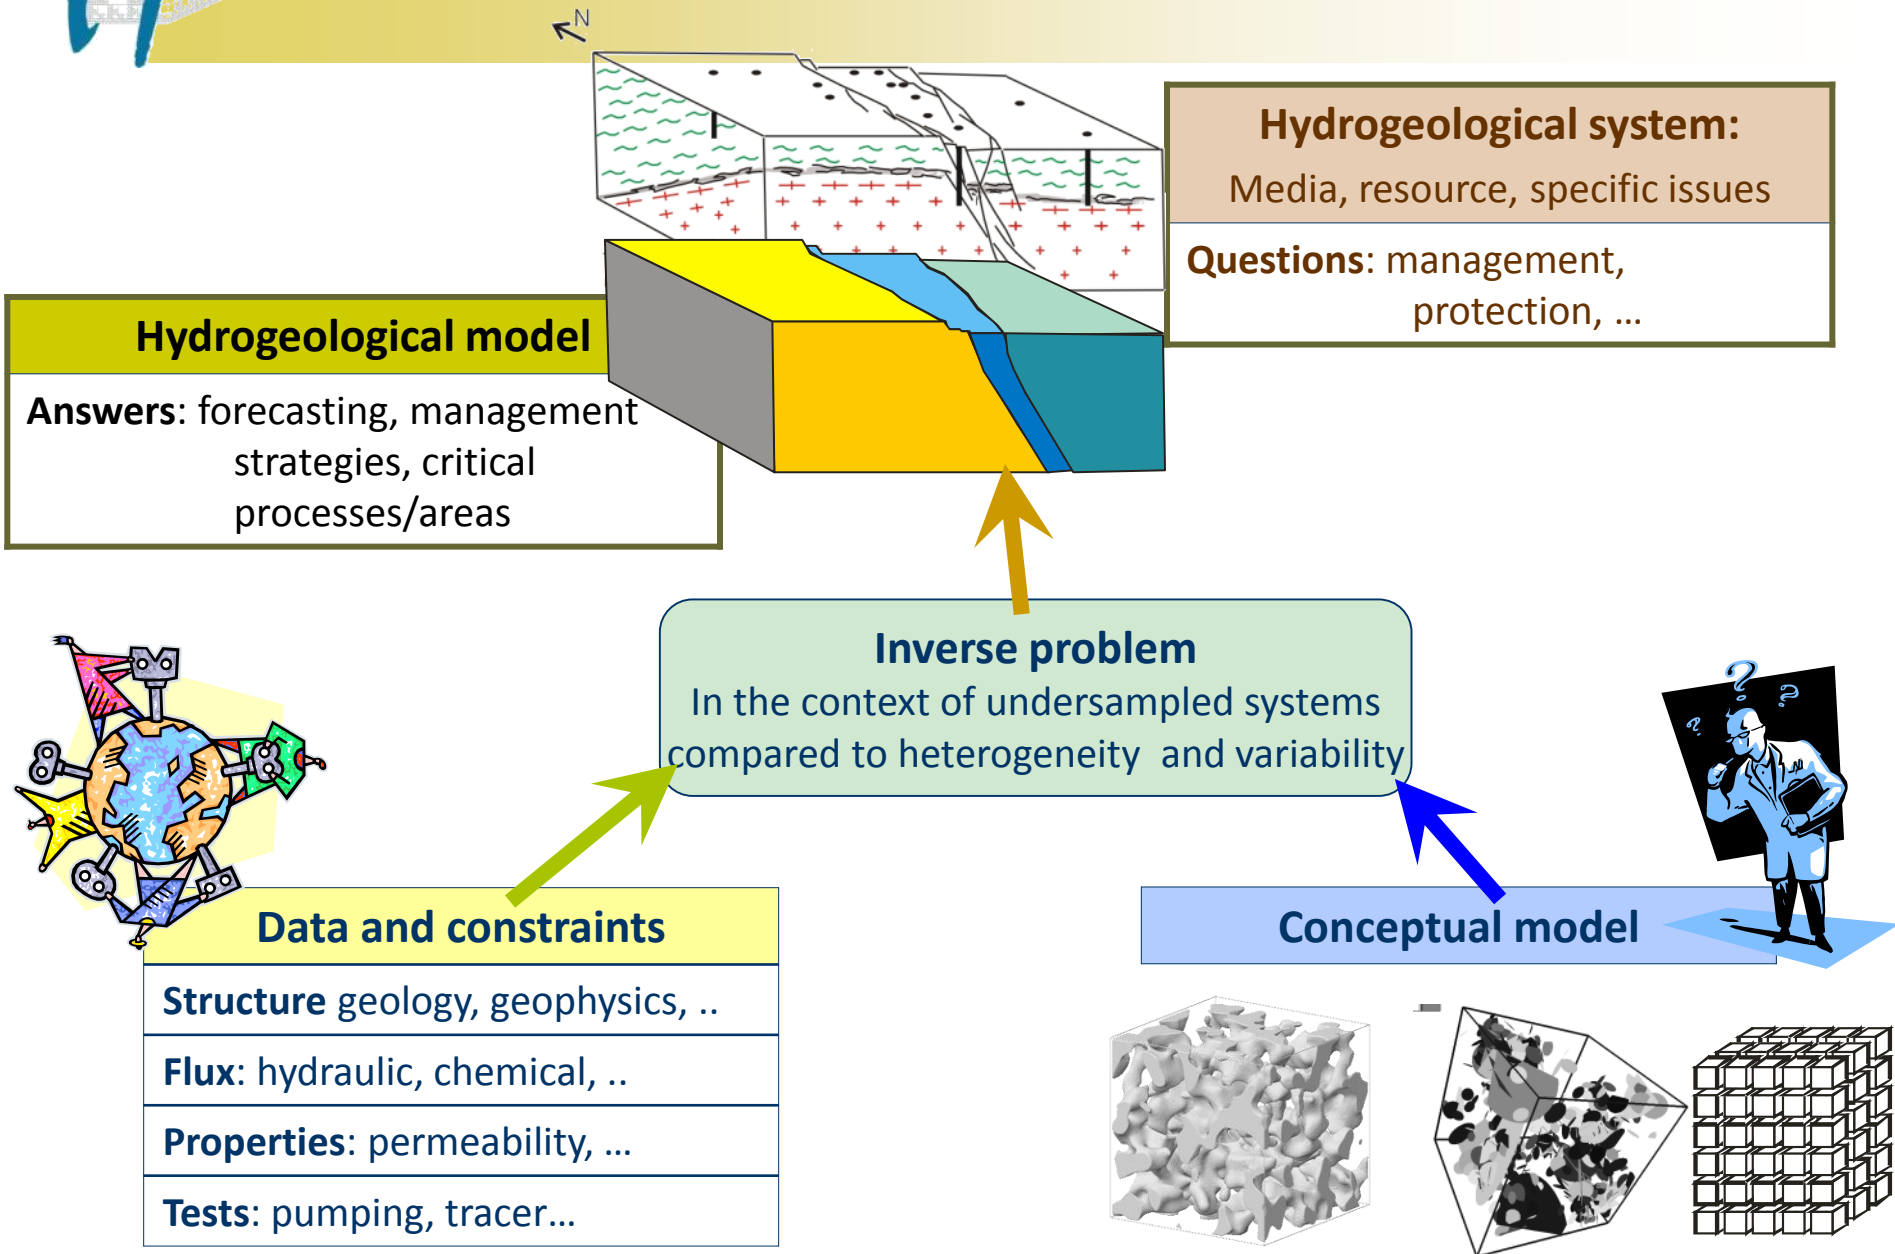 N
Hydrogeological system:
Media, resource, specific issues
Questions: management,
protection, ...
Hydrogeological model
Answers: forecasting, management
strategies, critical
processes/areas
Inverse problem
In the context of undersampled systems
compared to heterogeneity and variability
? ? ?
Data and constraints
Structure geology, geophysics, ..
Flux: hydraulic, chemical, ..
Properties: permeability, ...
Tests: pumping, tracer...
Conceptual model